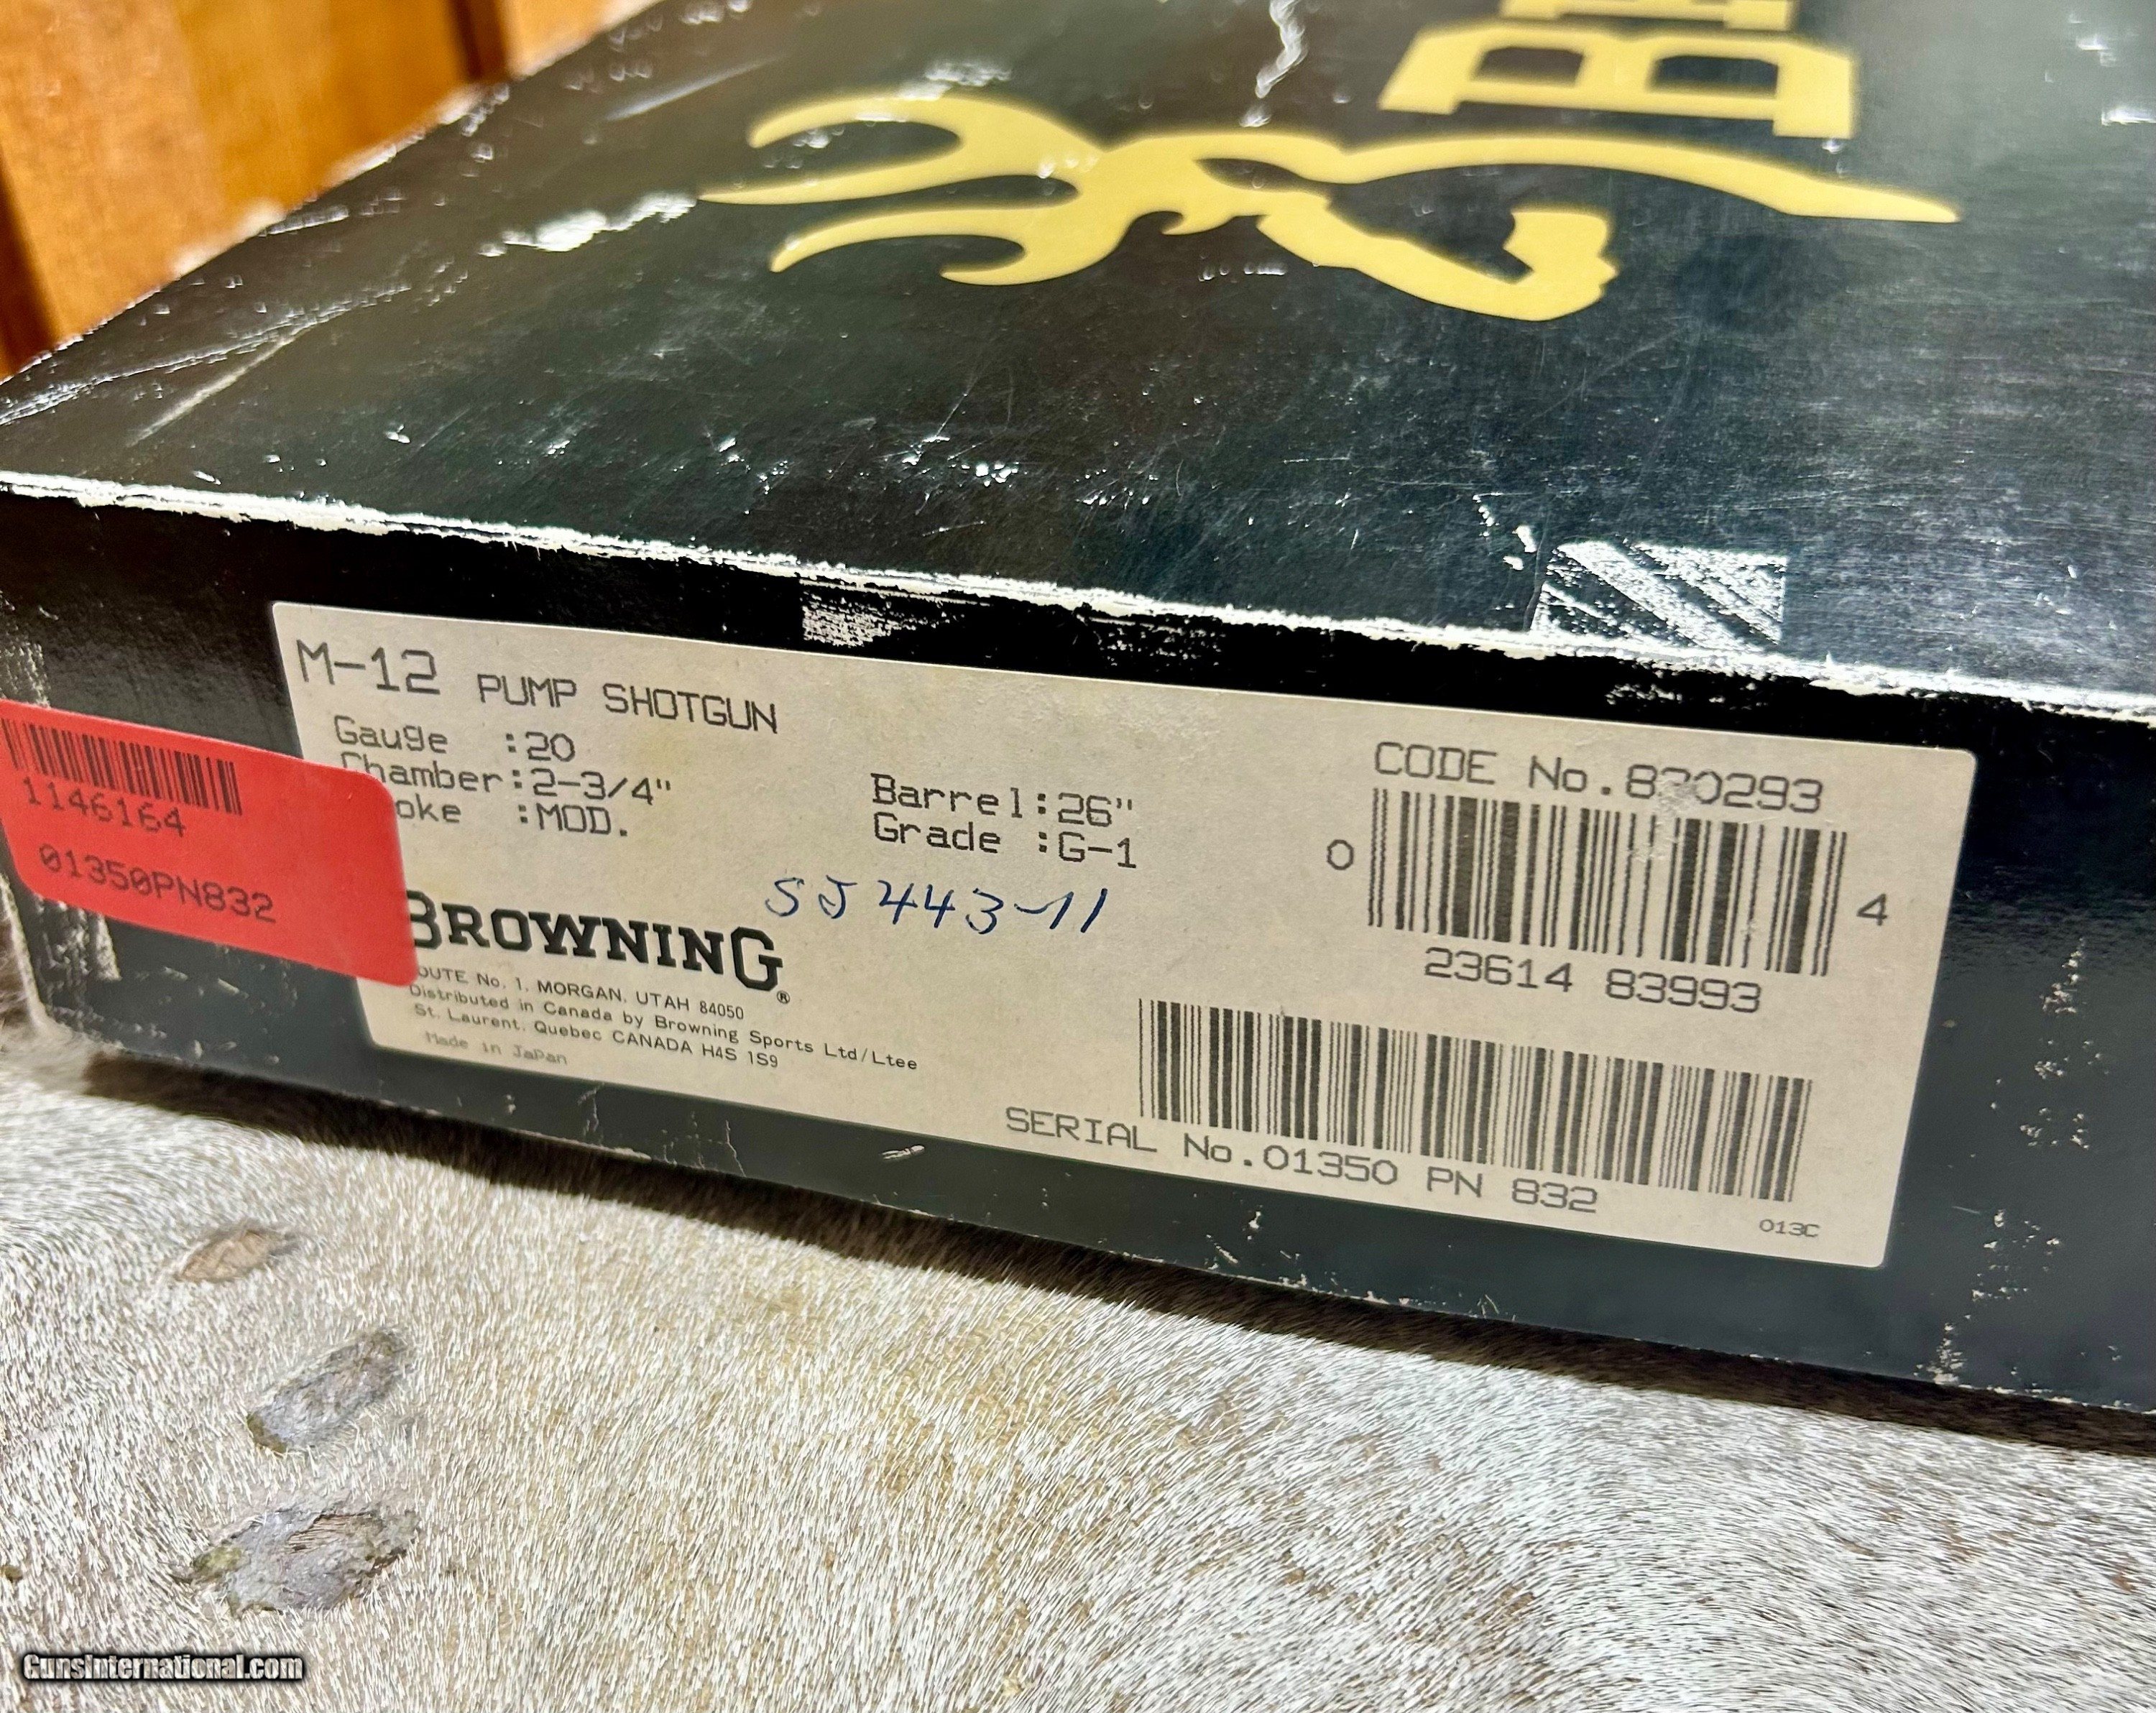 M-12 PUMP SHOTGUN
Gauge :20
Chamber:2-3/4"
oke :MOD.
Barrel:26"
Grade :G-1
SJ443-11
BROWNING®
OUTE No. 1, MORGAN, UTAH 84050
Distributed in Canada by Browning Sports Ltd/Ltee
St. Laurent, Quebec CANADA H4S 1S9
Made in Japan
CODE No.
0 4
23614 83993
SERIAL No.01350 PN 832
013C
1146164
01350PN832
GunsInternational.com